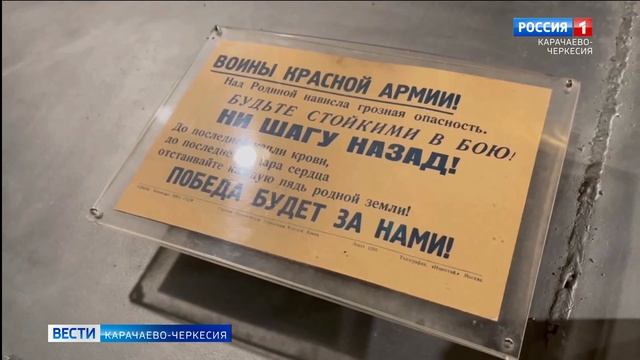 РОССИЯ 1
КАРАЧАЕВО-
ЧЕРКЕСИЯ
ВОИНЫ КРАСНОЙ АРМИИ!
Над Родиной нависла грозная опасность.
БУДЬТЕ СТОЙКИМИ В БОЮ!
НИ ШАГУ НАЗАД!
До последней капли крови,
до последнего удара сердца
отстаивайте каждую пядь родной земли!
ПОБЕДА БУДЕТ ЗА НАМИ!
ВЕСТИ КАРАЧАЕВО-ЧЕРКЕСИЯ